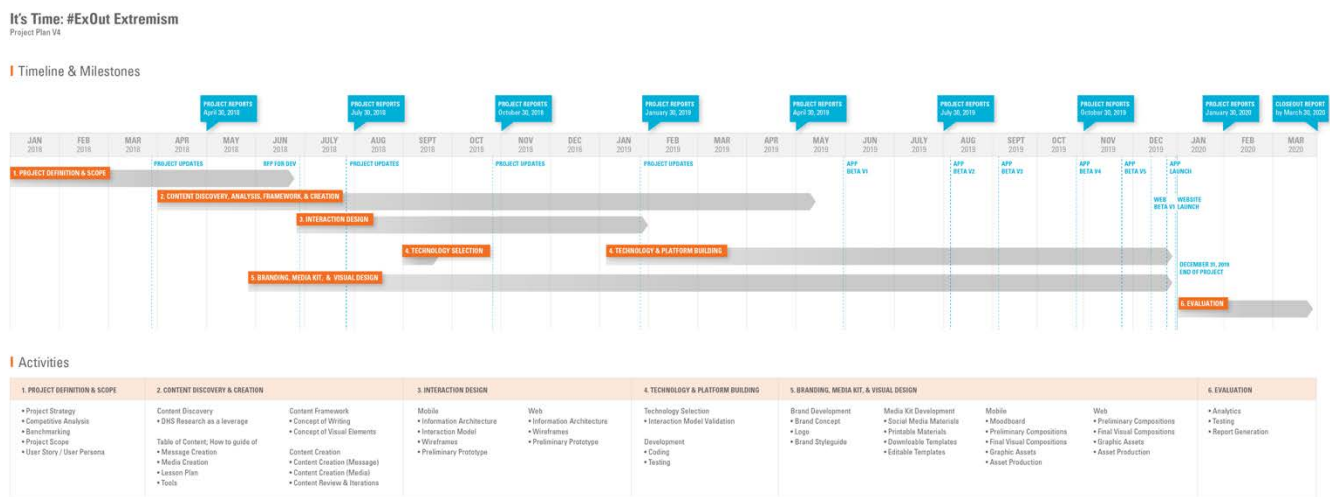 It's Time: #ExOut Extremism
Project Plan V4
Timeline & Milestones
PROJECT REPORTS
April 30, 2018
PROJECT REPORTS
July 30, 2018
PROJECT REPORTS
October 30, 2018
PROJECT REPORTS
January 30, 2019
PROJECT REPORTS
April 30, 2019
PROJECT REPORTS
July 30, 2019
PROJECT REPORTS
October 30, 2019
PROJECT REPORTS
January 30, 2020
CLOSEOUT REPORT
by March 30, 2020
JAN FEB MAR APR MAY JUN JULY AUG SEPT OCT NOV DEC JAN FEB MAR APR MAY JUN JULY AUG SEPT OCT NOV DEC JAN FEB MAR
2018 2018 2018 2018 2018 2018 2018 2018 2018 2018 2018 2018 2019 2019 2019 2019 2019 2019 2019 2019 2019 2019 2019 2019 2020 2020 2020
PROJECT UPDATES
RFP FOR DEV
PROJECT UPDATES
PROJECT UPDATES
PROJECT UPDATES
APP
BETA V1
APP
BETA V2
APP
BETA V3
APP
BETA V4
APP
BETA V5
APP
LAUNCH
1. PROJECT DEFINITION & SCOPE
2. CONTENT DISCOVERY, ANALYSIS, FRAMEWORK, & CREATION
WEB
BETA V1
WEBSITE
LAUNCH
3. INTERACTION DESIGN
4. TECHNOLOGY SELECTION
4. TECHNOLOGY & PLATFORM BUILDING
5. BRANDING, MEDIA KIT, & VISUAL DESIGN
DECEMBER 31, 2019
END OF PROJECT
6. EVALUATION
Activities
1. PROJECT DEFINITION & SCOPE
• Project Strategy
• Competitive Analysis
• Benchmarking
• Project Scope
• User Story / User Persona
2. CONTENT DISCOVERY & CREATION
Content Discovery
• DHS Research as a leverage
Table of Content; How to guide of
• Message Creation
• Media Creation
• Lesson Plan
• Tools
Content Framework
• Concept of Writing
• Concept of Visual Elements
Content Creation
• Content Creation (Message)
• Content Creation (Media)
• Content Review & Iterations
3. INTERACTION DESIGN
Mobile
• Information Architecture
• Interaction Model
• Wireframes
• Preliminary Prototype
Web
• Information Architecture
• Wireframes
• Preliminary Prototype
4. TECHNOLOGY & PLATFORM BUILDING
Technology Selection
• Interaction Model Validation
Development
• Coding
• Testing
5. BRANDING, MEDIA KIT, & VISUAL DESIGN
Brand Development
• Brand Concept
• Logo
• Brand Styleguide
Media Kit Development
• Social Media Materials
• Printable Materials
• Downloable Templates
• Editable Templates
Mobile
• Moodboard
• Preliminary Compositions
• Final Visual Compositions
• Graphic Assets
• Asset Production
Web
• Preliminary Compositions
• Final Visual Compositions
• Graphic Assets
• Asset Production
6. EVALUATION
• Analytics
• Testing
• Report Generation